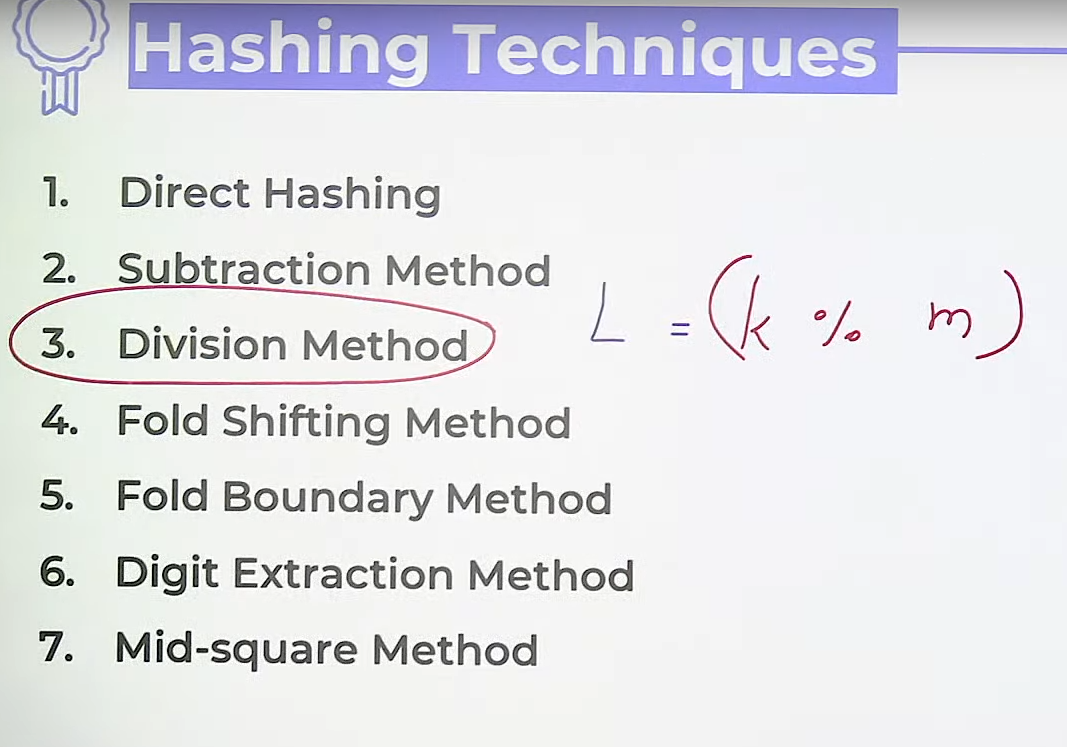 Hashing Techniques
1. Direct Hashing
2. Subtraction Method
L = (k % m)
3. Division Method
4. Fold Shifting Method
5. Fold Boundary Method
6. Digit Extraction Method
7. Mid-square Method